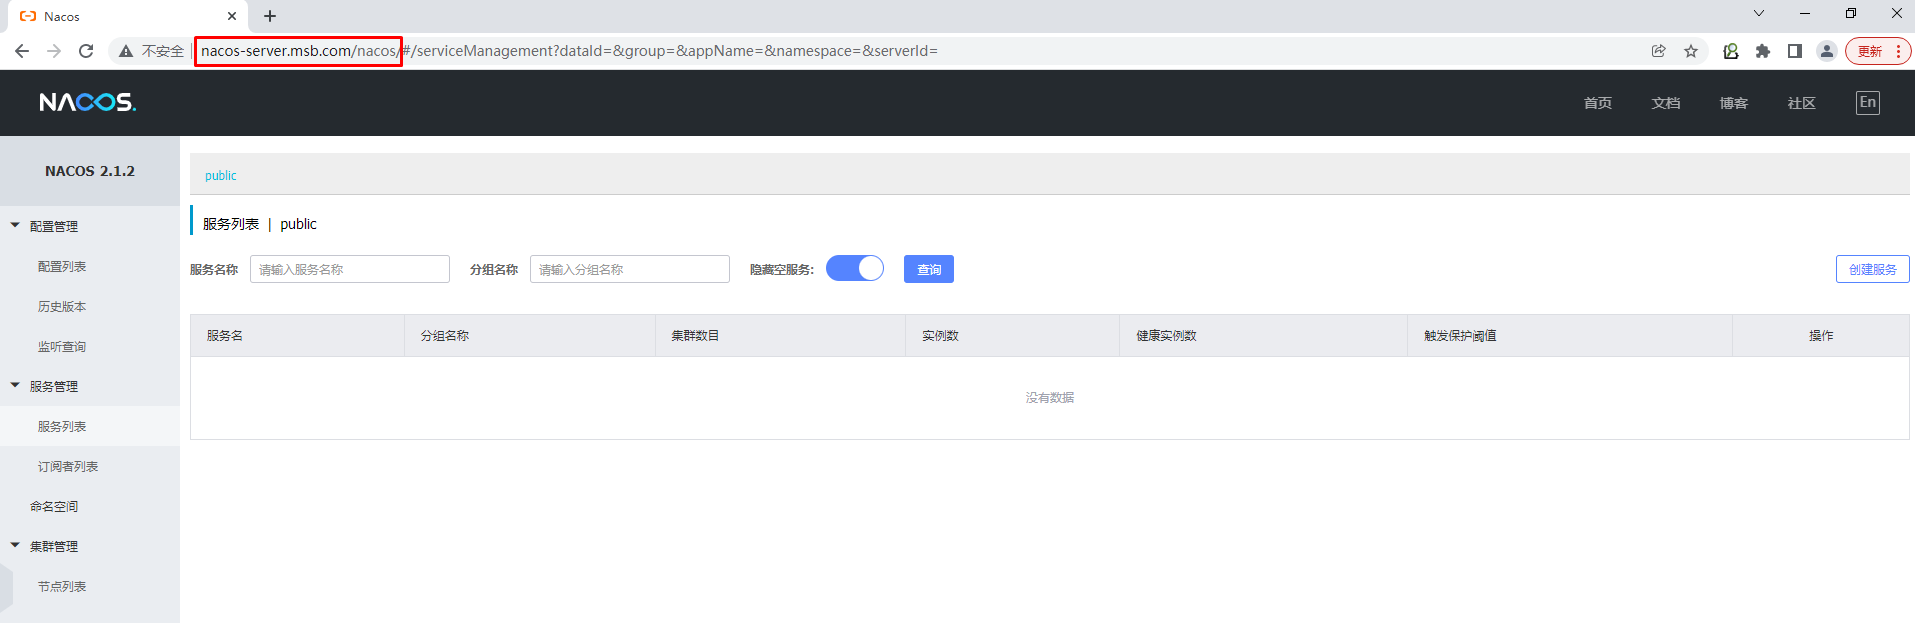 Nacos
不安全
nacos-server.msb.com/nacos/#/serviceManagement?dataId=&group=&appName=&namespace=&serverId=
更新
NACOS.
首页 文档 博客 社区 En
NACOS 2.1.2
配置管理
配置列表
历史版本
监听查询
服务管理
服务列表
订阅者列表
命名空间
集群管理
节点列表
public
服务列表 | public
服务名称 请输入服务名称 分组名称 请输入分组名称 隐藏空服务: 查询 创建服务
服务名 分组名称 集群数目 实例数 健康实例数 触发保护阈值 操作
没有数据